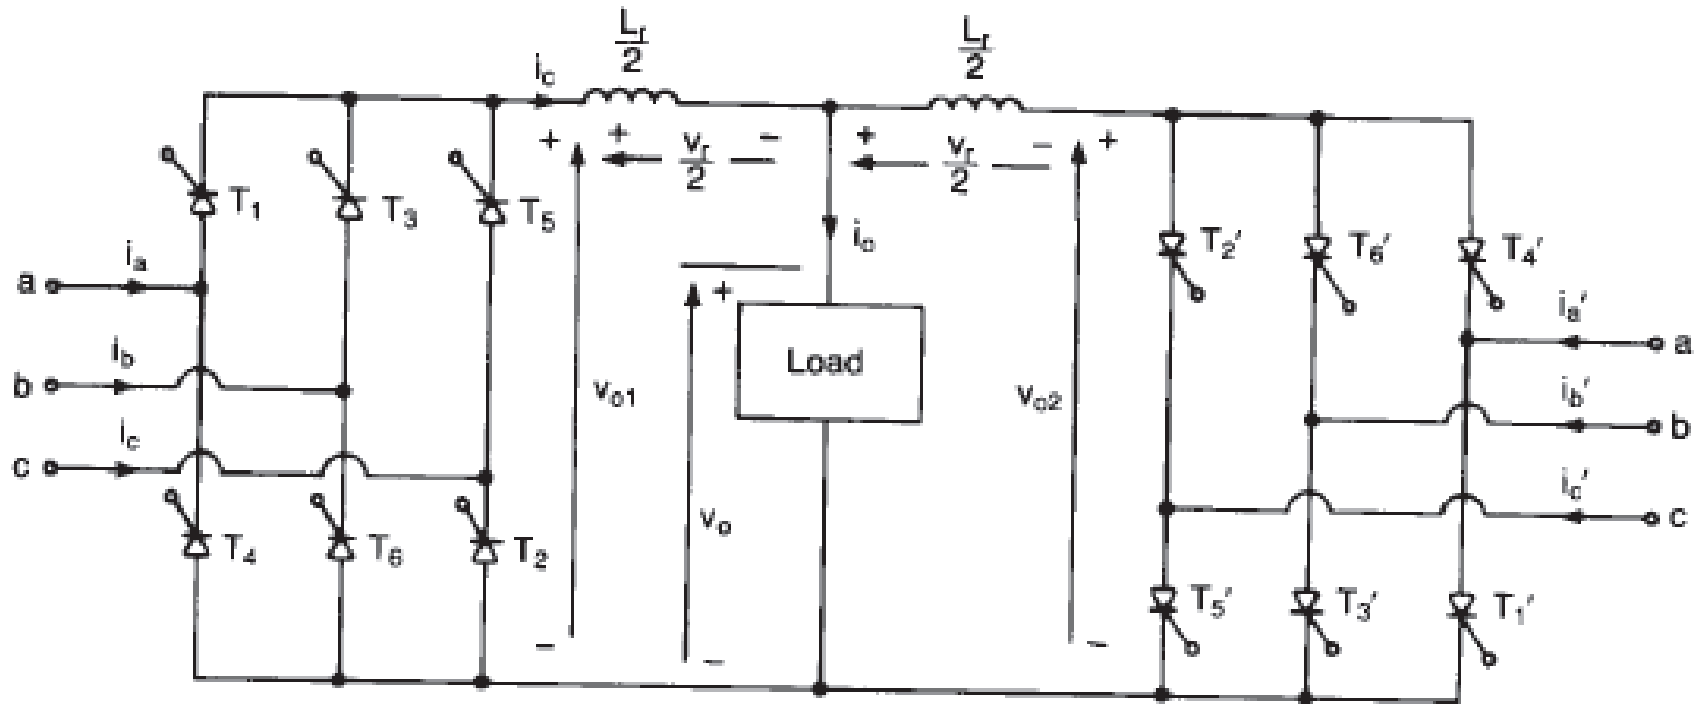 Lr/2
Lr/2
ic
+ + vr/2 −
+ vr/2 − +
T1
T3
T5
io
T2′
T6′
T4′
a
ia
b
ib
c
ic
+
Load
vo1
vo
vo2
ia′
a
ib′
b
ic′
c
T4
T6
T2
T5′
T3′
T1′
−
−
−